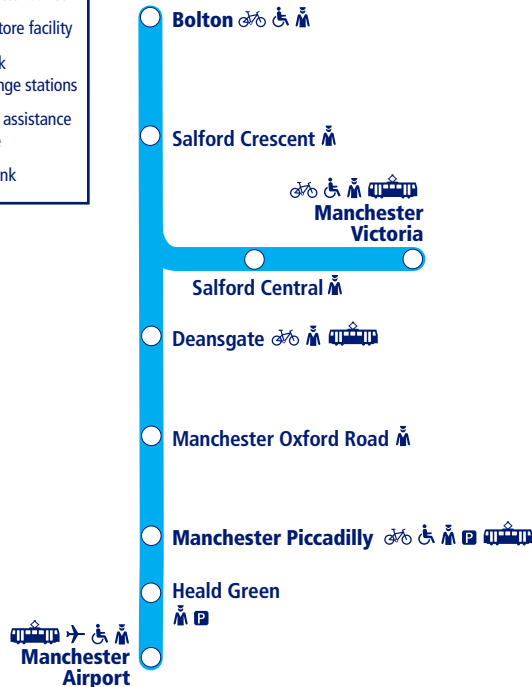 tore facility
nge stations
assistance
Bolton
Salford Crescent
Manchester
Victoria
Salford Central
Deansgate
Manchester Oxford Road
Manchester Piccadilly P
Heald Green
P
Manchester
Airport